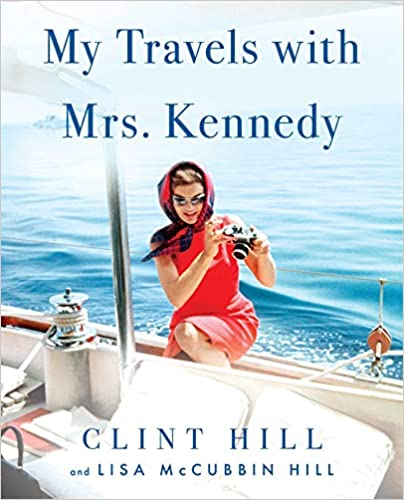 My Travels with
Mrs. Kennedy
CLINT HILL
and LISA McCUBBIN HILL